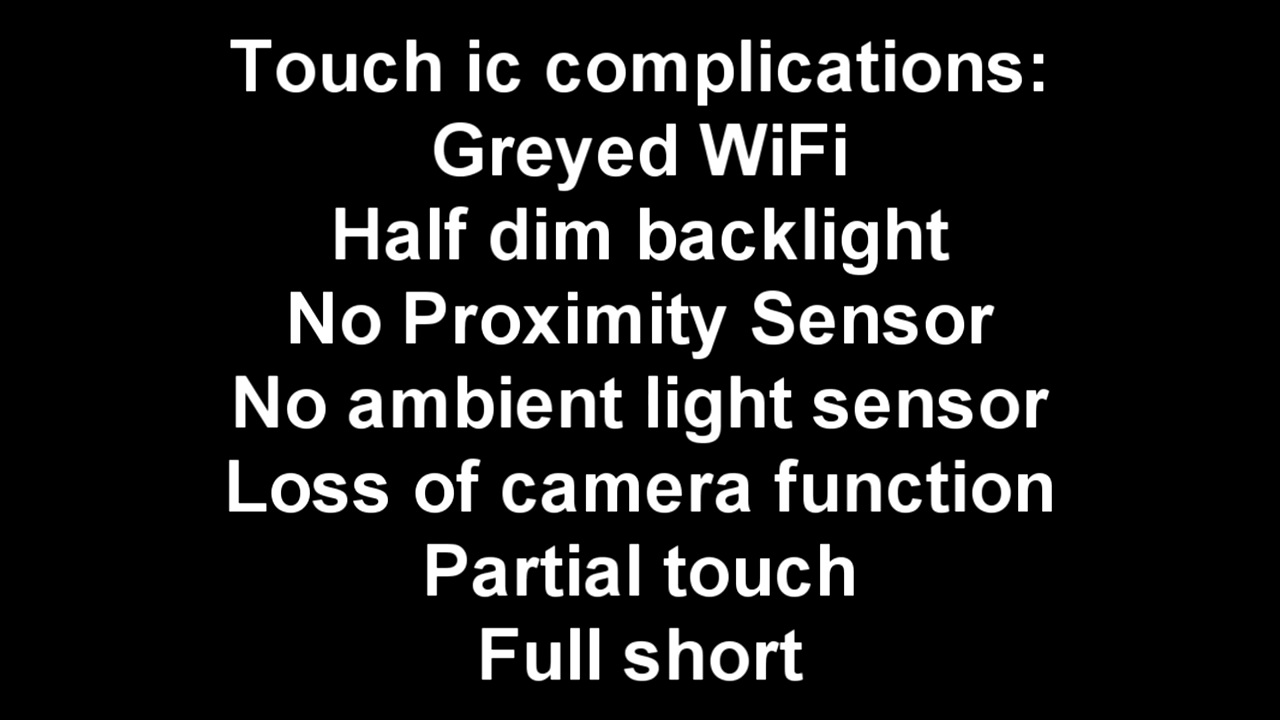 Touch ic complications:
Greyed WiFi
Half dim backlight
No Proximity Sensor
No ambient light sensor
Loss of camera function
Partial touch
Full short